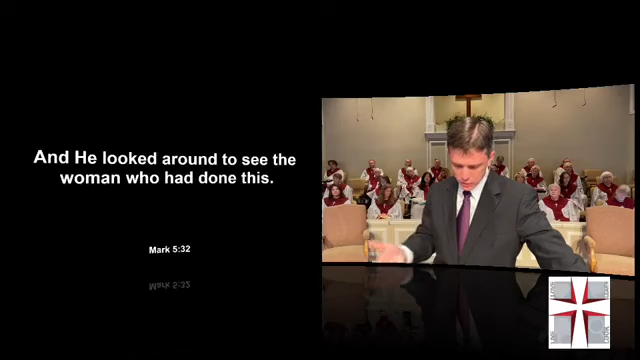 And He looked around to see the
woman who had done this.
Mark 5:32